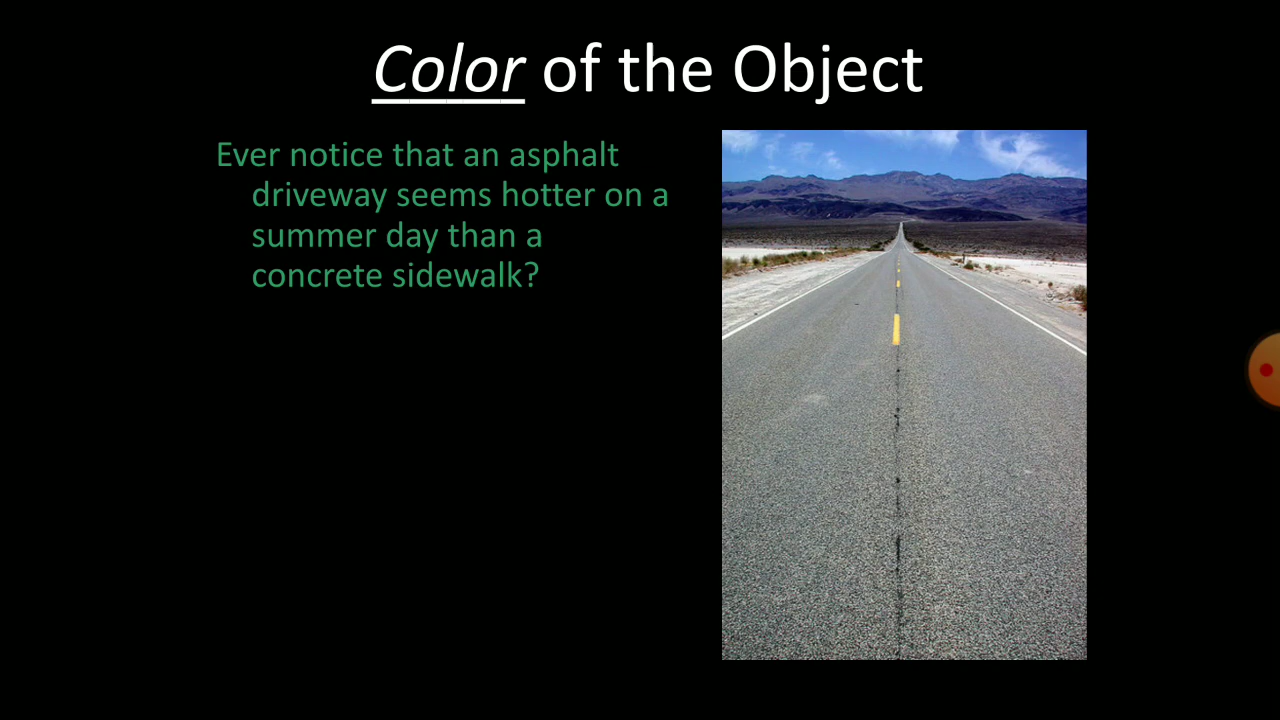 Color of the Object
Ever notice that an asphalt
driveway seems hotter on a
summer day than a
concrete sidewalk?